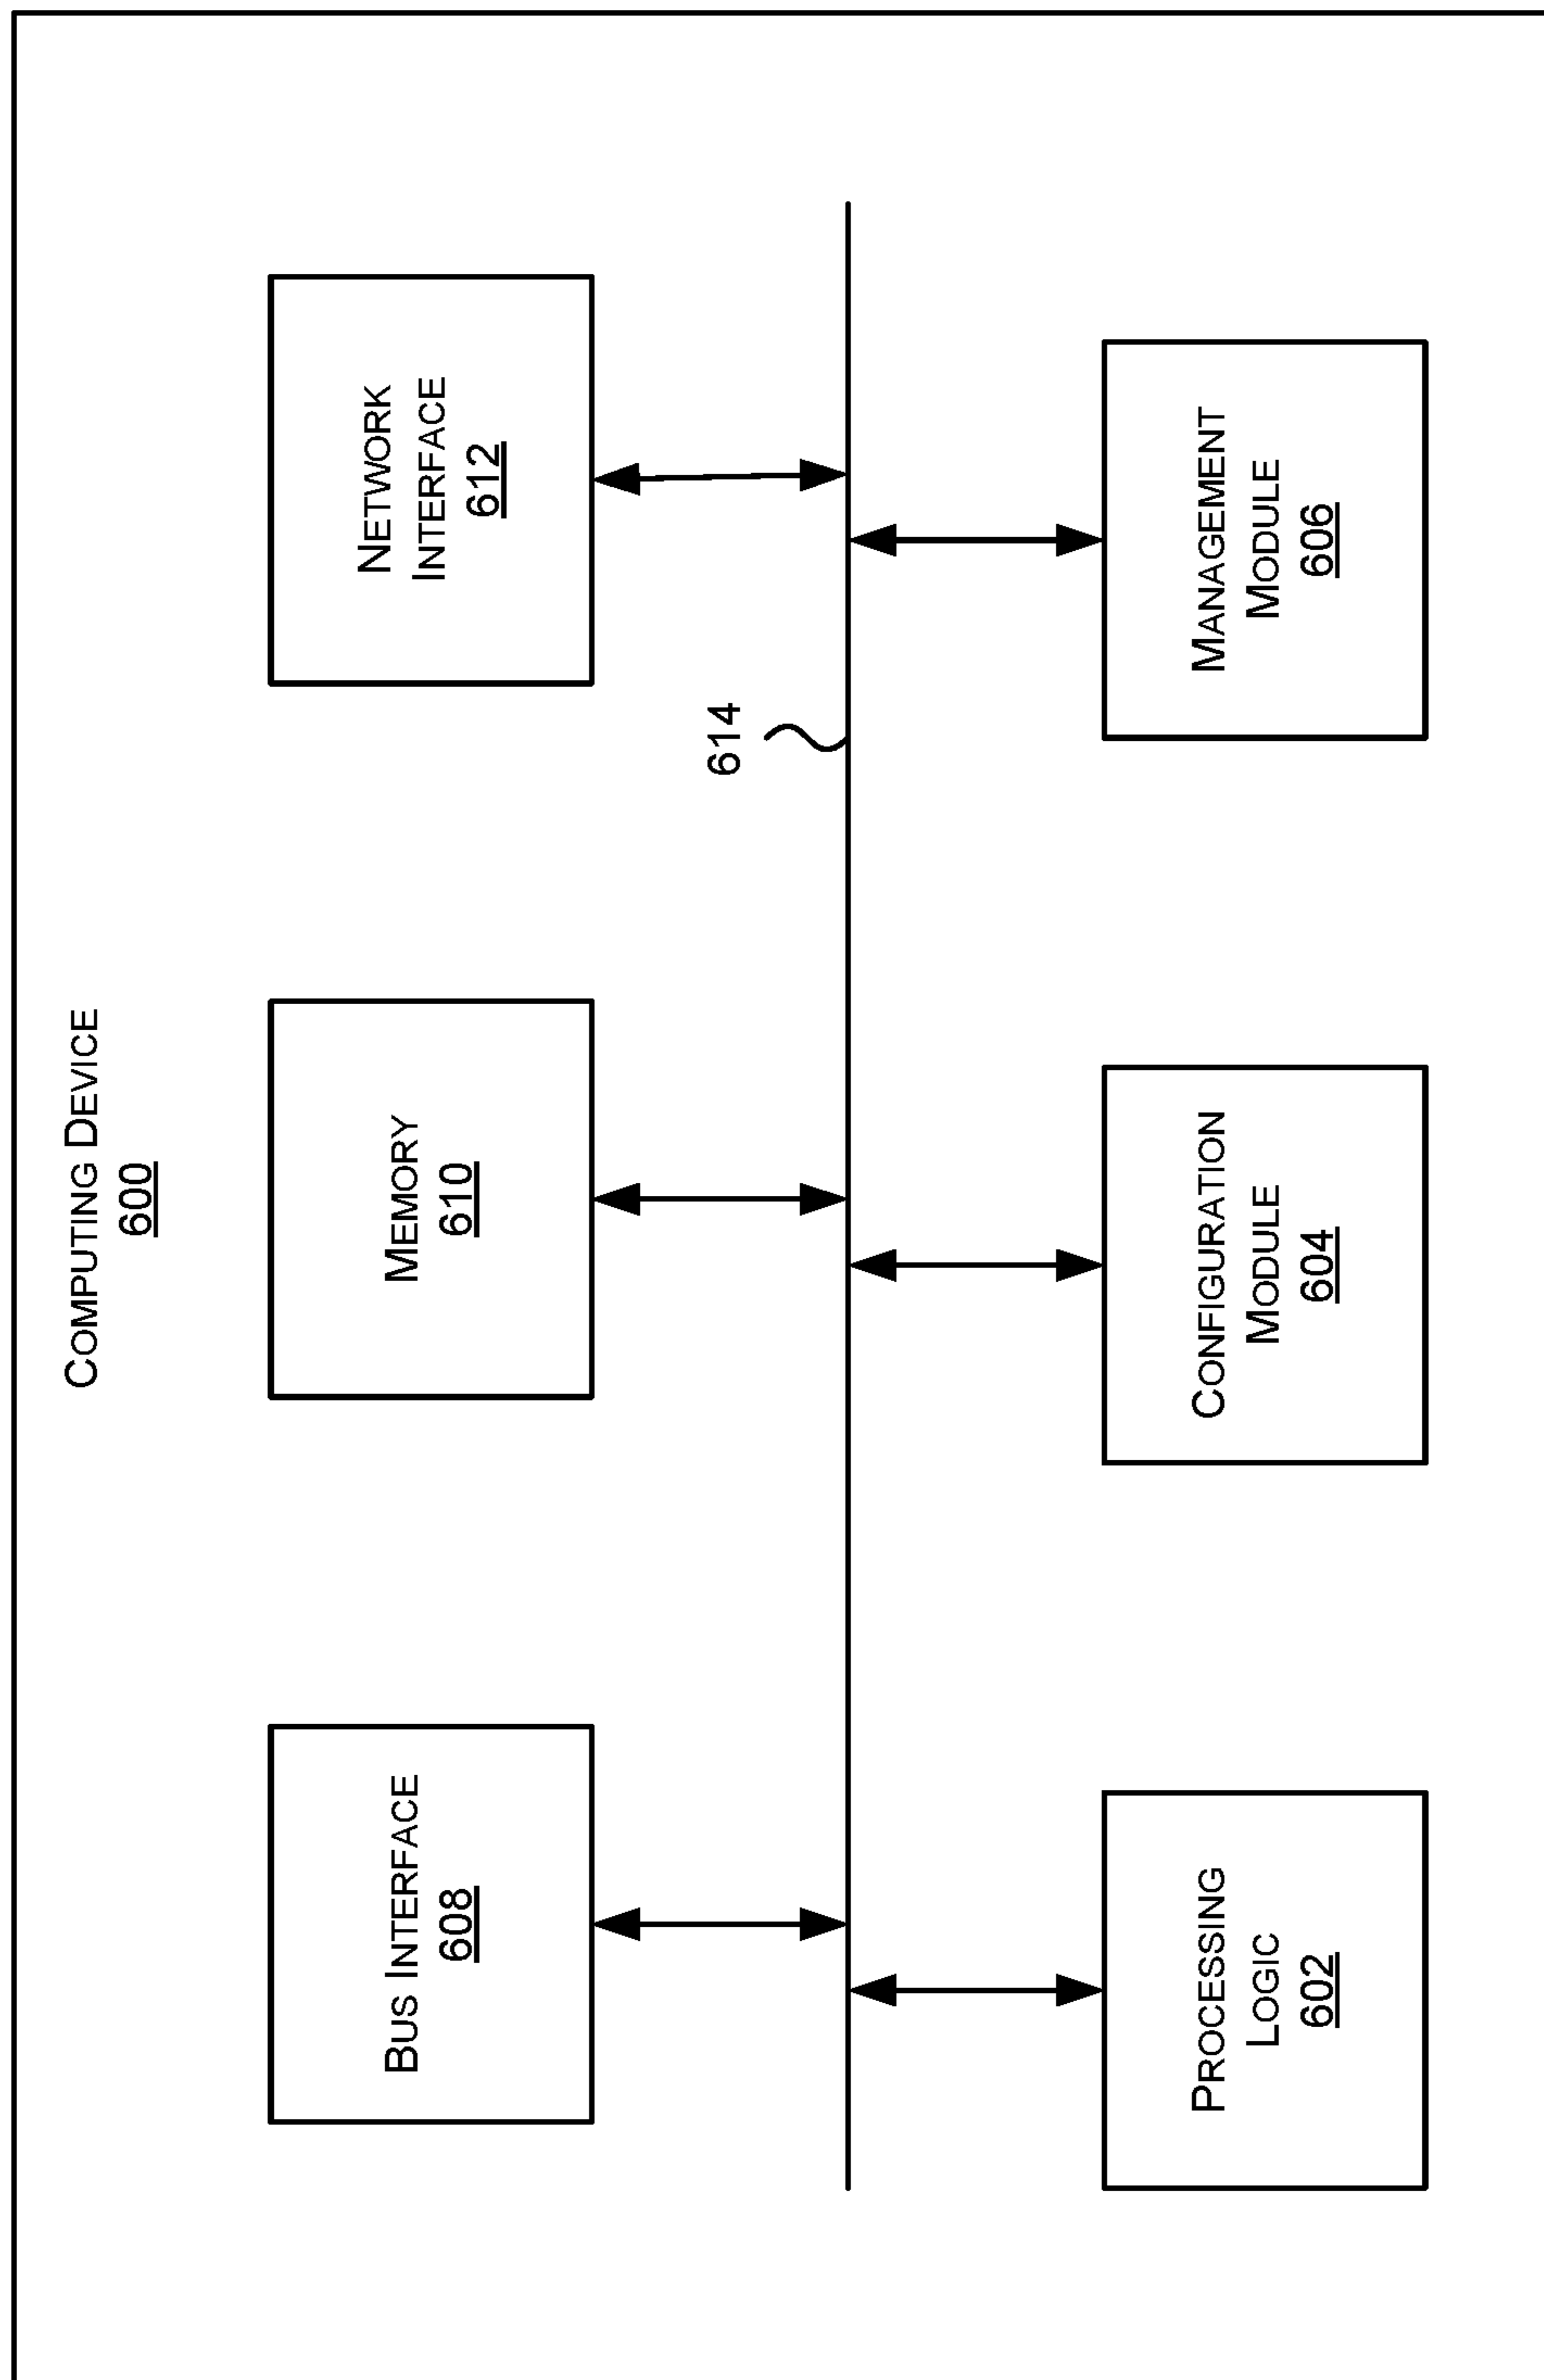 COMPUTING DEVICE
600
BUS INTERFACE
608
MEMORY
610
NETWORK
INTERFACE
612
614
PROCESSING
LOGIC
602
CONFIGURATION
MODULE
604
MANAGEMENT
MODULE
606